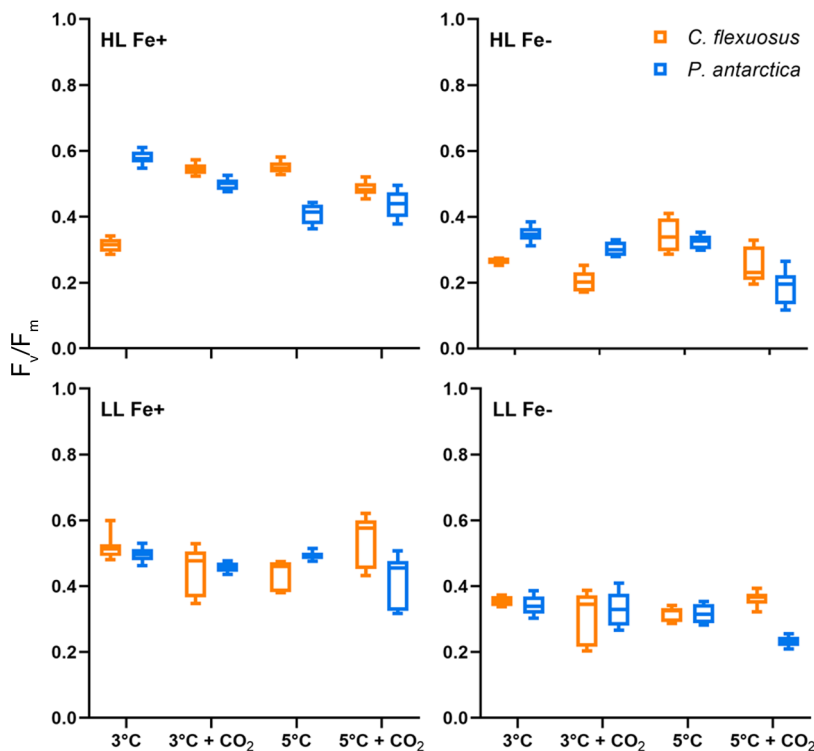 HL Fe+
HL Fe-
C. flexuosus
P. antarctica
1.0
0.8
0.6
0.4
0.2
0.0
1.0
0.8
0.6
0.4
0.2
0.0
Fv/Fm
LL Fe+
LL Fe-
1.0
0.8
0.6
0.4
0.2
0.0
1.0
0.8
0.6
0.4
0.2
0.0
3°C 3°C + CO₂ 5°C 5°C + CO₂
3°C 3°C + CO₂ 5°C 5°C + CO₂